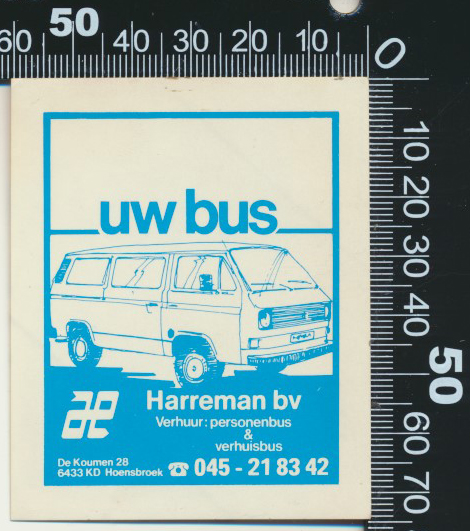 60 50 40 30 20 10 0
10
20
30
40
50
60
70
uw bus
Harreman bv
Verhuur: personenbus
&
verhuisbus
De Koumen 28
6433 KD Hoensbroek ☎ 045 - 21 83 42